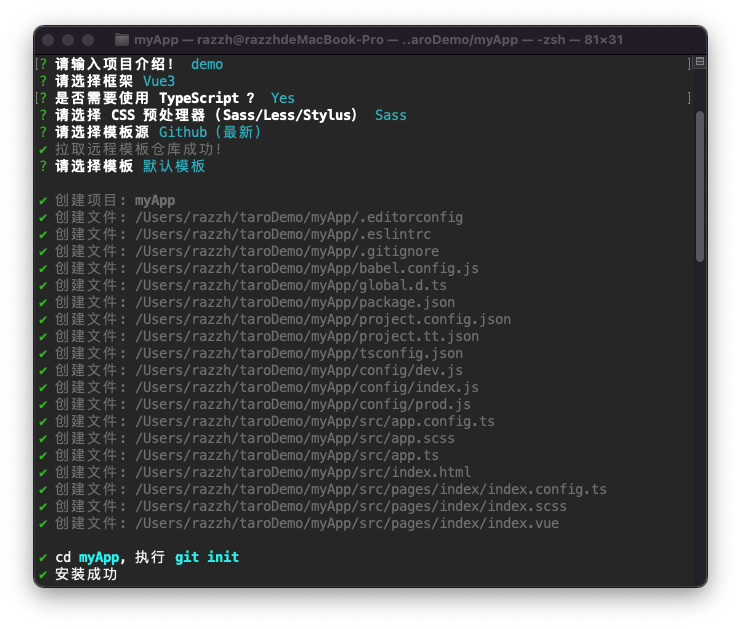 myApp — razzh@razzhdeMacBook-Pro — ..aroDemo/myApp — -zsh — 81×31
[? 请输入项目介绍! demo ]
? 请选择框架 Vue3
[? 是否需要使用 TypeScript ? Yes ]
? 请选择 CSS 预处理器（Sass/Less/Stylus） Sass
? 请选择模板源 Github（最新）
✔ 拉取远程模板仓库成功!
? 请选择模板 默认模板
✔ 创建项目: myApp
✔ 创建文件: /Users/razzh/taroDemo/myApp/.editorconfig
✔ 创建文件: /Users/razzh/taroDemo/myApp/.eslintrc
✔ 创建文件: /Users/razzh/taroDemo/myApp/.gitignore
✔ 创建文件: /Users/razzh/taroDemo/myApp/babel.config.js
✔ 创建文件: /Users/razzh/taroDemo/myApp/global.d.ts
✔ 创建文件: /Users/razzh/taroDemo/myApp/package.json
✔ 创建文件: /Users/razzh/taroDemo/myApp/project.config.json
✔ 创建文件: /Users/razzh/taroDemo/myApp/project.tt.json
✔ 创建文件: /Users/razzh/taroDemo/myApp/tsconfig.json
✔ 创建文件: /Users/razzh/taroDemo/myApp/config/dev.js
✔ 创建文件: /Users/razzh/taroDemo/myApp/config/index.js
✔ 创建文件: /Users/razzh/taroDemo/myApp/config/prod.js
✔ 创建文件: /Users/razzh/taroDemo/myApp/src/app.config.ts
✔ 创建文件: /Users/razzh/taroDemo/myApp/src/app.scss
✔ 创建文件: /Users/razzh/taroDemo/myApp/src/app.ts
✔ 创建文件: /Users/razzh/taroDemo/myApp/src/index.html
✔ 创建文件: /Users/razzh/taroDemo/myApp/src/pages/index/index.config.ts
✔ 创建文件: /Users/razzh/taroDemo/myApp/src/pages/index/index.scss
✔ 创建文件: /Users/razzh/taroDemo/myApp/src/pages/index/index.vue
✔ cd myApp, 执行 git init
✔ 安装成功